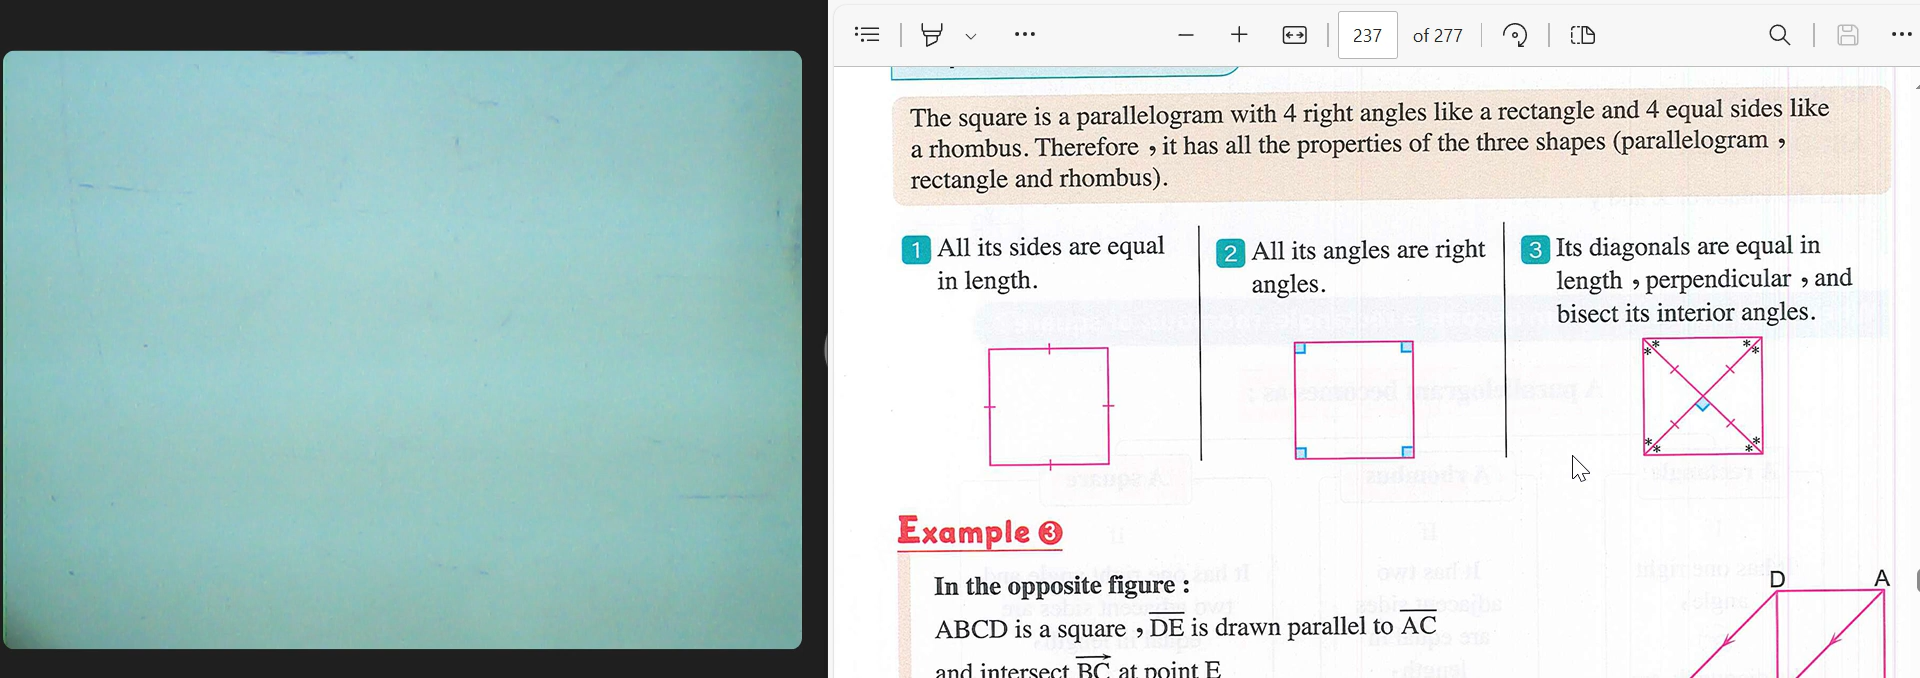 237 of 277
The square is a parallelogram with 4 right angles like a rectangle and 4 equal sides like
a rhombus. Therefore , it has all the properties of the three shapes (parallelogram ,
rectangle and rhombus).
1 All its sides are equal
in length.
2 All its angles are right
angles.
3 Its diagonals are equal in
length , perpendicular , and
bisect its interior angles.
Example 3
In the opposite figure :
ABCD is a square , DE is drawn parallel to AC
and intersect BC at point E
D A